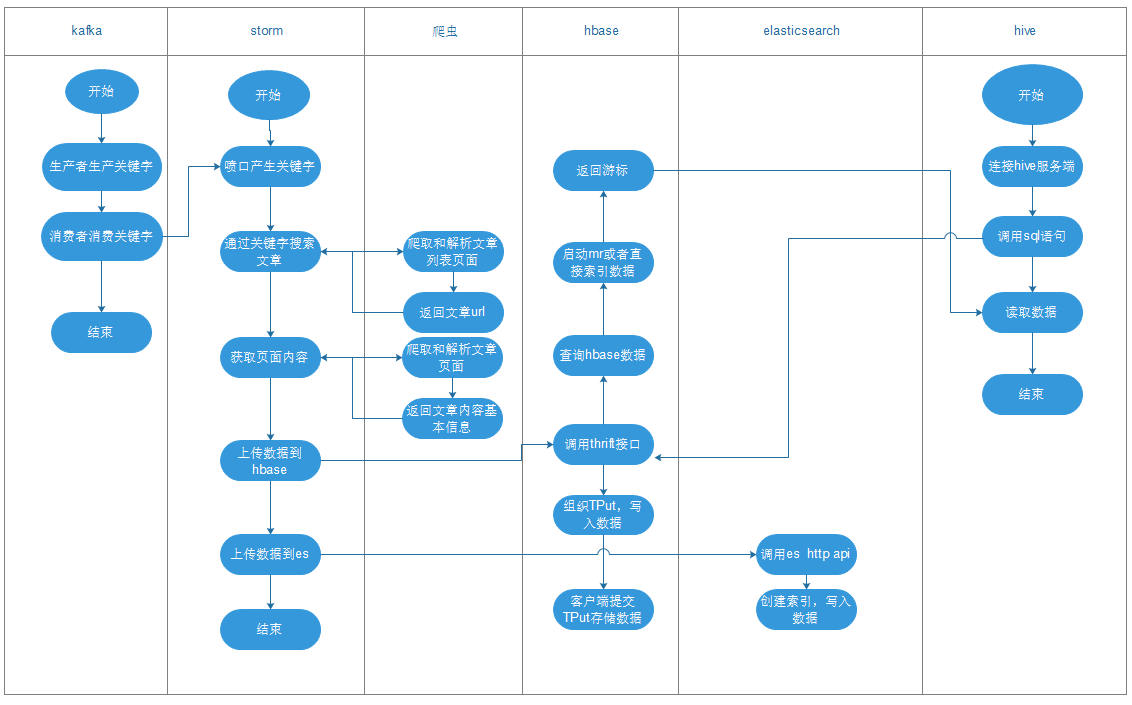 kafka
storm
爬虫
hbase
elasticsearch
hive
开始
生产者生产关键字
消费者消费关键字
结束
开始
喷口产生关键字
通过关键字搜索
文章
获取页面内容
上传数据到
hbase
上传数据到es
结束
爬取和解析文章
列表页面
返回文章url
爬取和解析文章
页面
返回文章内容基
本信息
返回游标
启动mr或者直
接索引数据
查询hbase数据
调用thrift接口
组织TPut，写
入数据
客户端提交
TPut存储数据
调用es http api
创建索引，写入
数据
开始
连接hive服务端
调用sql语句
读取数据
结束